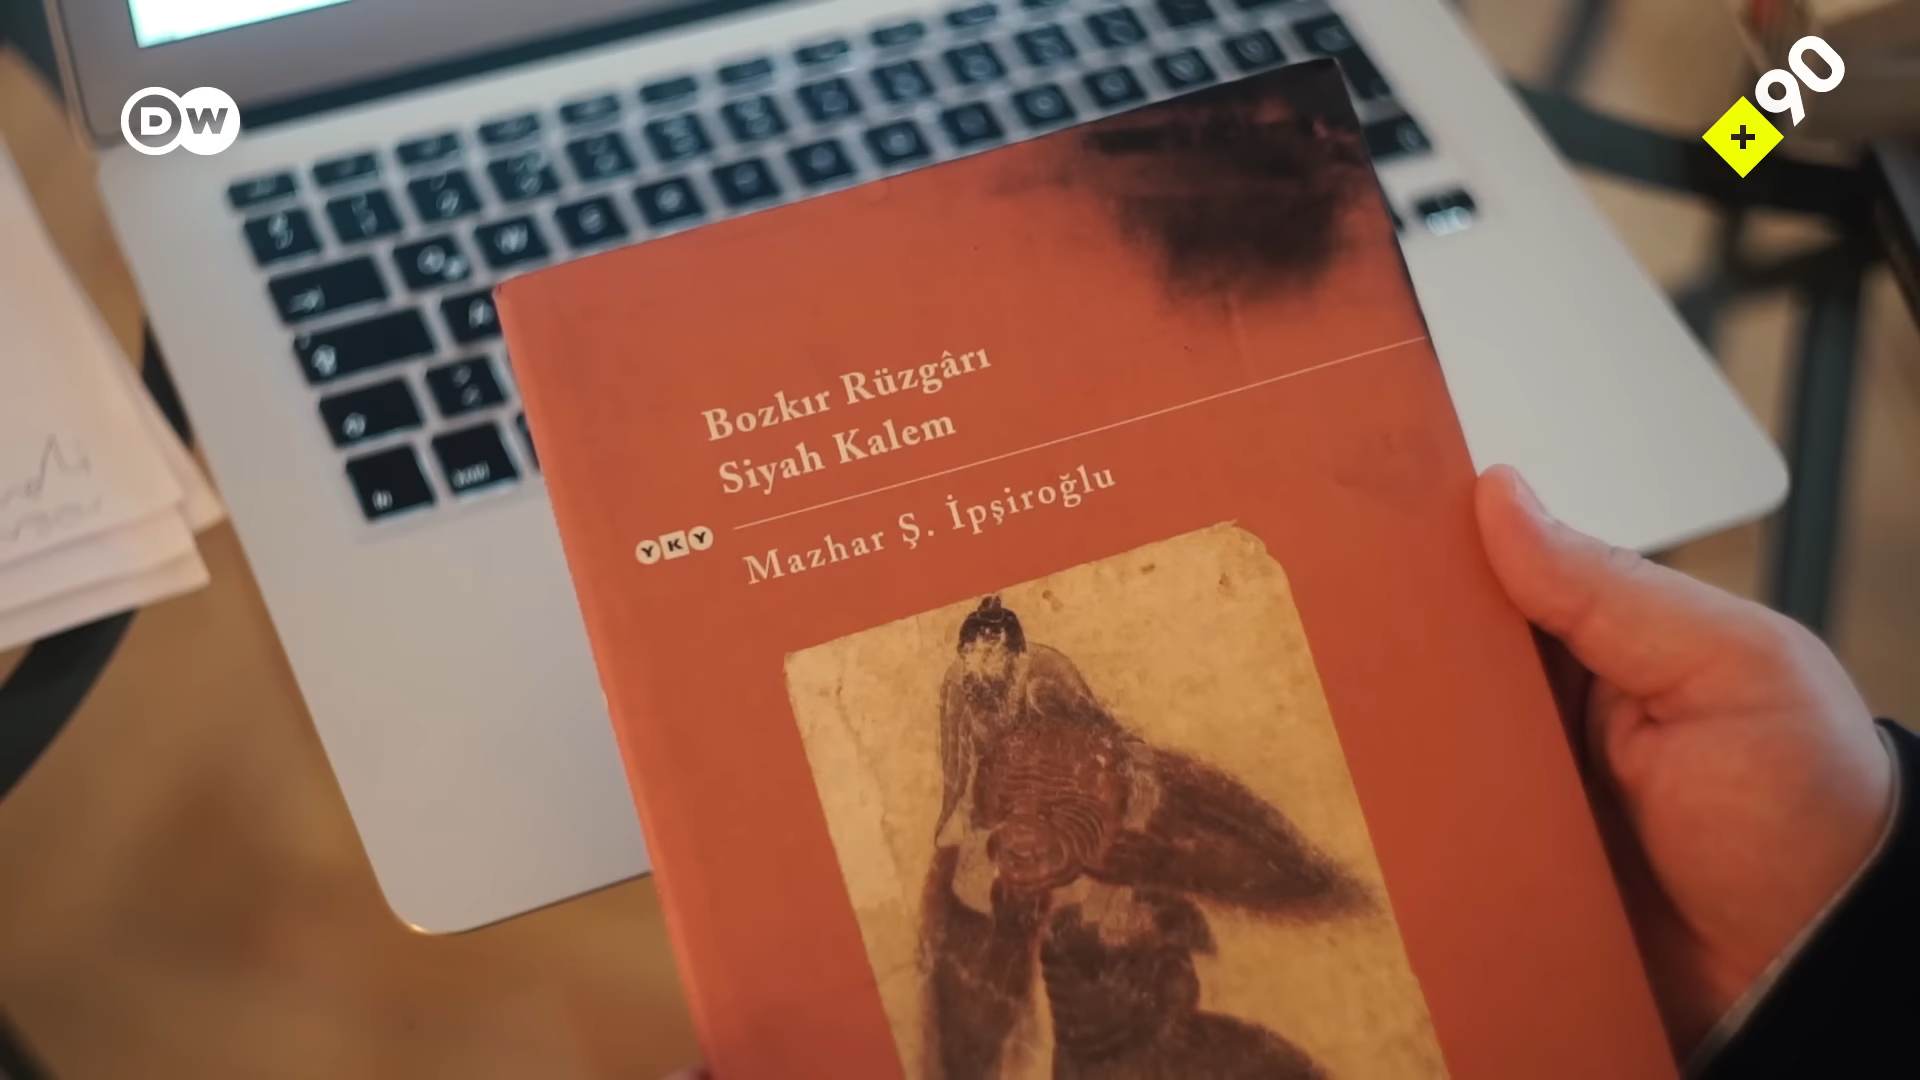 DW
+90
Bozkır Rüzgârı
Siyah Kalem
YKY
Mazhar Ş. İpşiroğlu